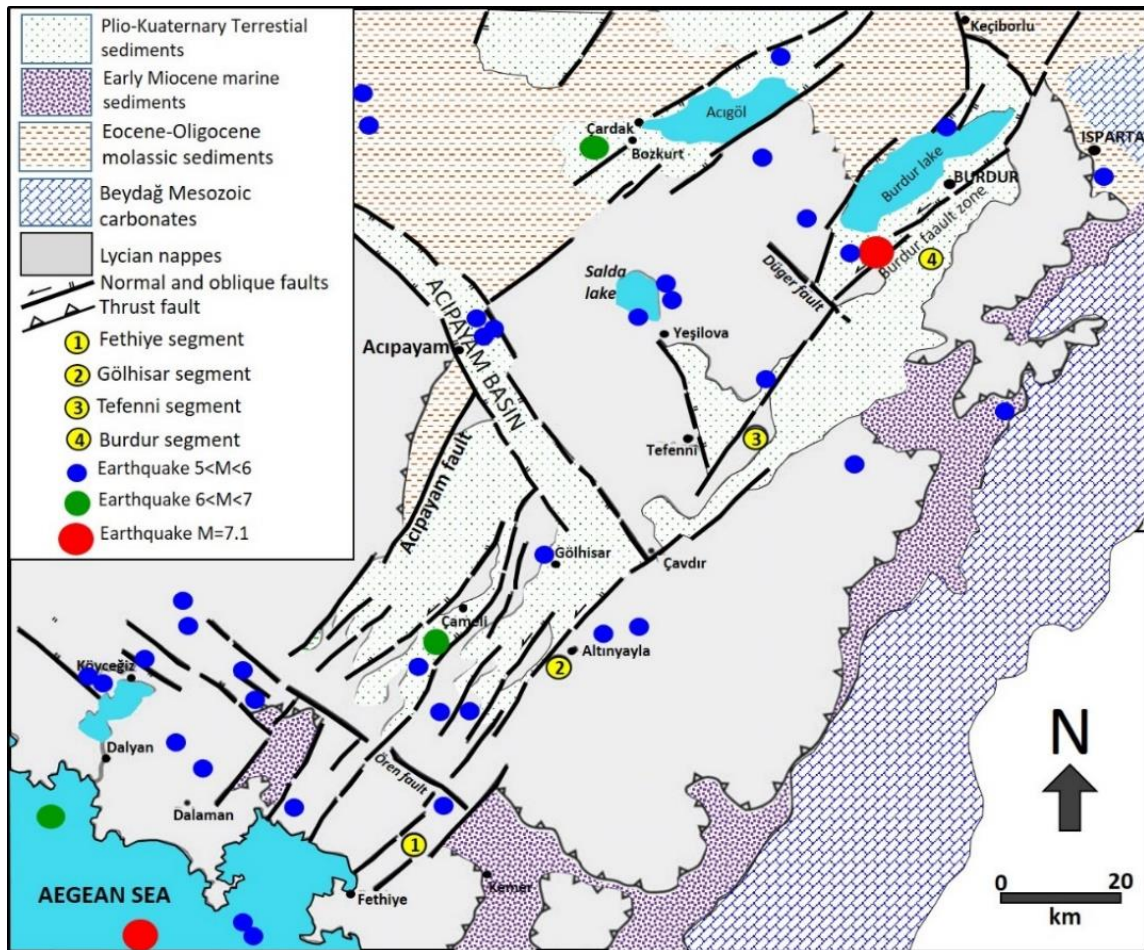 Plio-Kuaternary Terrestial
sediments
Early Miocene marine
sediments
Eocene-Oligocene
molassic sediments
Beydağ Mesozoic
carbonates
Lycian nappes
Normal and oblique faults
Thrust fault
1 Fethiye segment
2 Gölhisar segment
3 Tefenni segment
4 Burdur segment
Earthquake 5<M<6
Earthquake 6<M<7
Earthquake M=7.1
Keçiborlu
Acıgöl
Çardak
Bozkurt
ISPARTA
Burdur lake
BURDUR
Burdur faault zone
4
Düger fault
Salda
lake
Yeşilova
ACIPAYAM BASIN
Acıpayam
Acıpayam fault
Tefenni
3
Gölhisar
Çavdır
Çameli
Altınyayla
2
Köyceğiz
Dalyan
Ören fault
Dalaman
1
Kemer
Fethiye
AEGEAN SEA
N
0 20
km